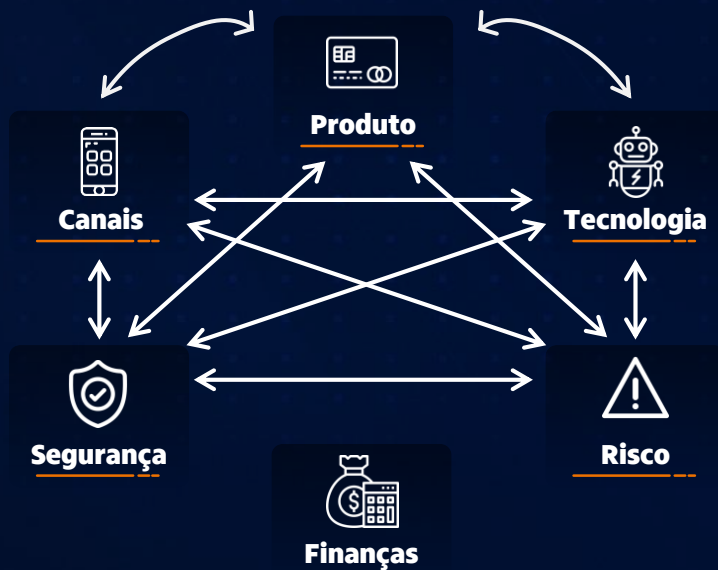 Produto
Canais
Tecnologia
Segurança
Risco
Finanças